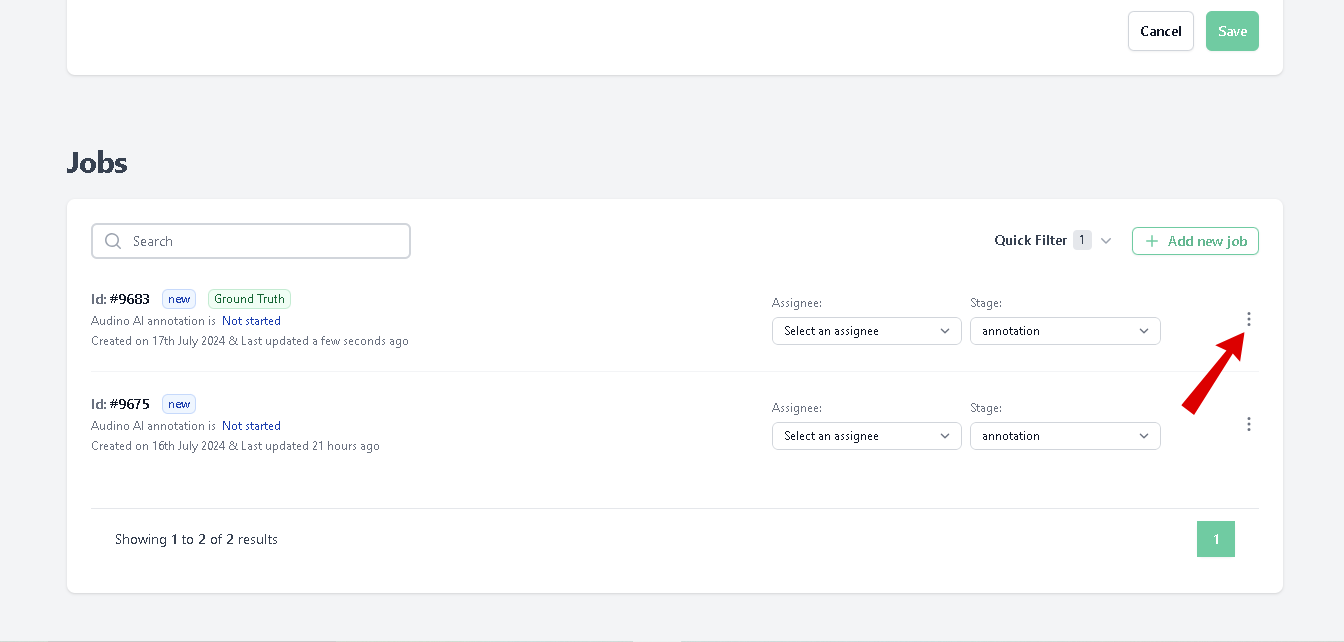 Cancel Save
Jobs
Search Quick Filter 1 Add new job
Id: #9683 new Ground Truth
Assignee: Stage:
Audino AI annotation is Not started
Select an assignee annotation
Created on 17th July 2024 & Last updated a few seconds ago
Id: #9675 new
Assignee: Stage:
Audino AI annotation is Not started
Select an assignee annotation
Created on 16th July 2024 & Last updated 21 hours ago
Showing 1 to 2 of 2 results 1